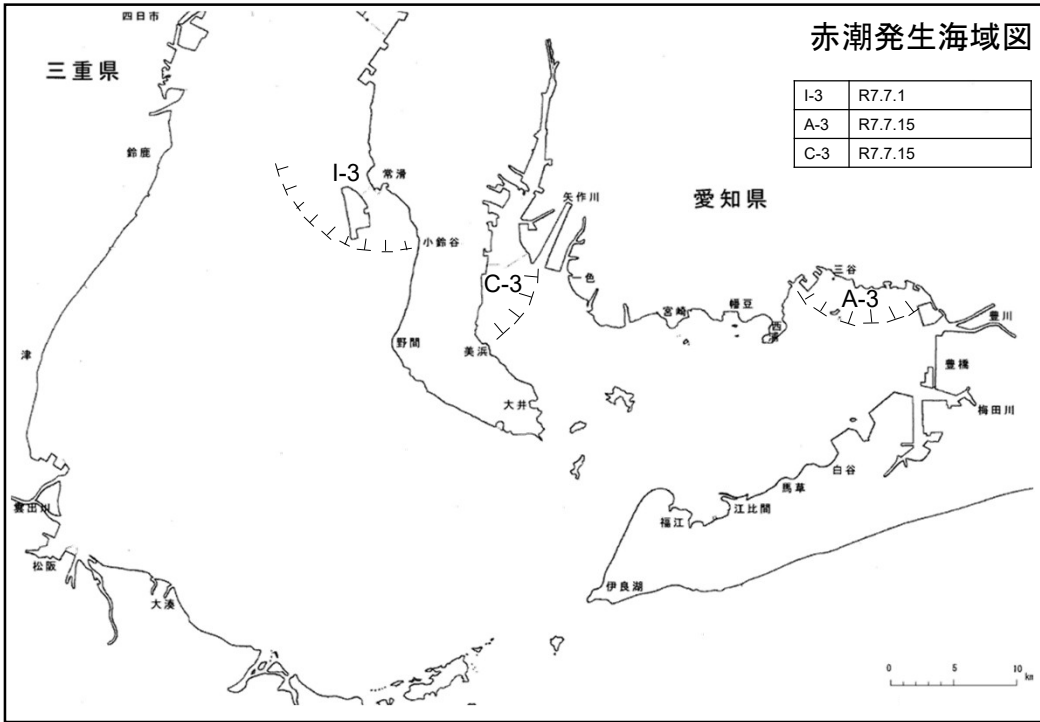 赤潮発生海域図
I-3 R7.7.1
A-3 R7.7.15
C-3 R7.7.15
四日市
三重県
鈴鹿
I-3
常滑
矢作川
愛知県
小鈴谷
C-3
一色
三谷
A-3
宮崎
幡豆
西浦
豊川
津
野間
美浜
豊橋
大井
梅田川
白谷
馬草
雲出川
江比間
福江
松阪
伊良湖
大湊
0 5 10
km